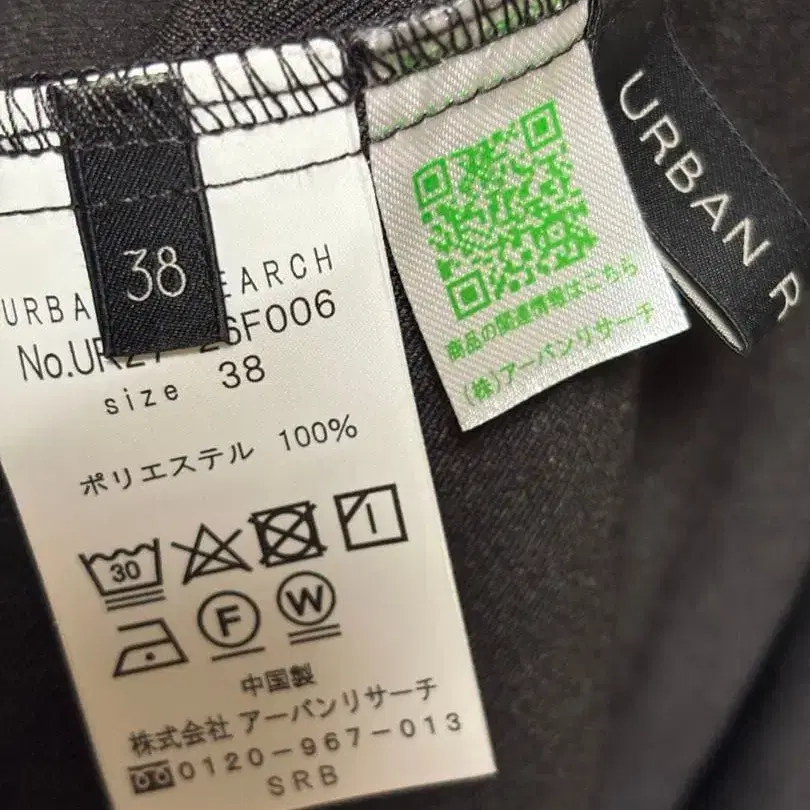 38
URBA EARCH
No.UR27 26F006
size 38
ポリエステル 100%
30
F
W
中国製
株式会社 アーバンリサーチ
0120-967-013
SRB
商品の関連情報はこちら
(株)アーバンリサーチ
URBAN R